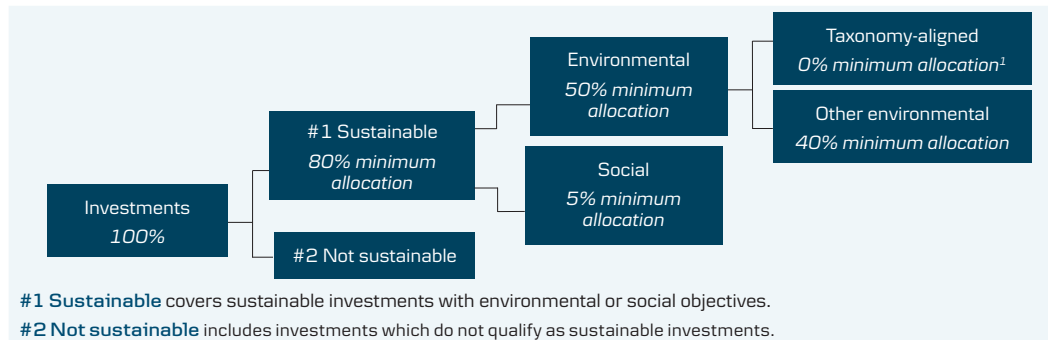 Investments
100%
#1 Sustainable
80% minimum
allocation
#2 Not sustainable
Environmental
50% minimum
allocation
Social
5% minimum
allocation
Taxonomy-aligned
0% minimum allocation¹
Other environmental
40% minimum allocation
#1 Sustainable covers sustainable investments with environmental or social objectives.
#2 Not sustainable includes investments which do not qualify as sustainable investments.